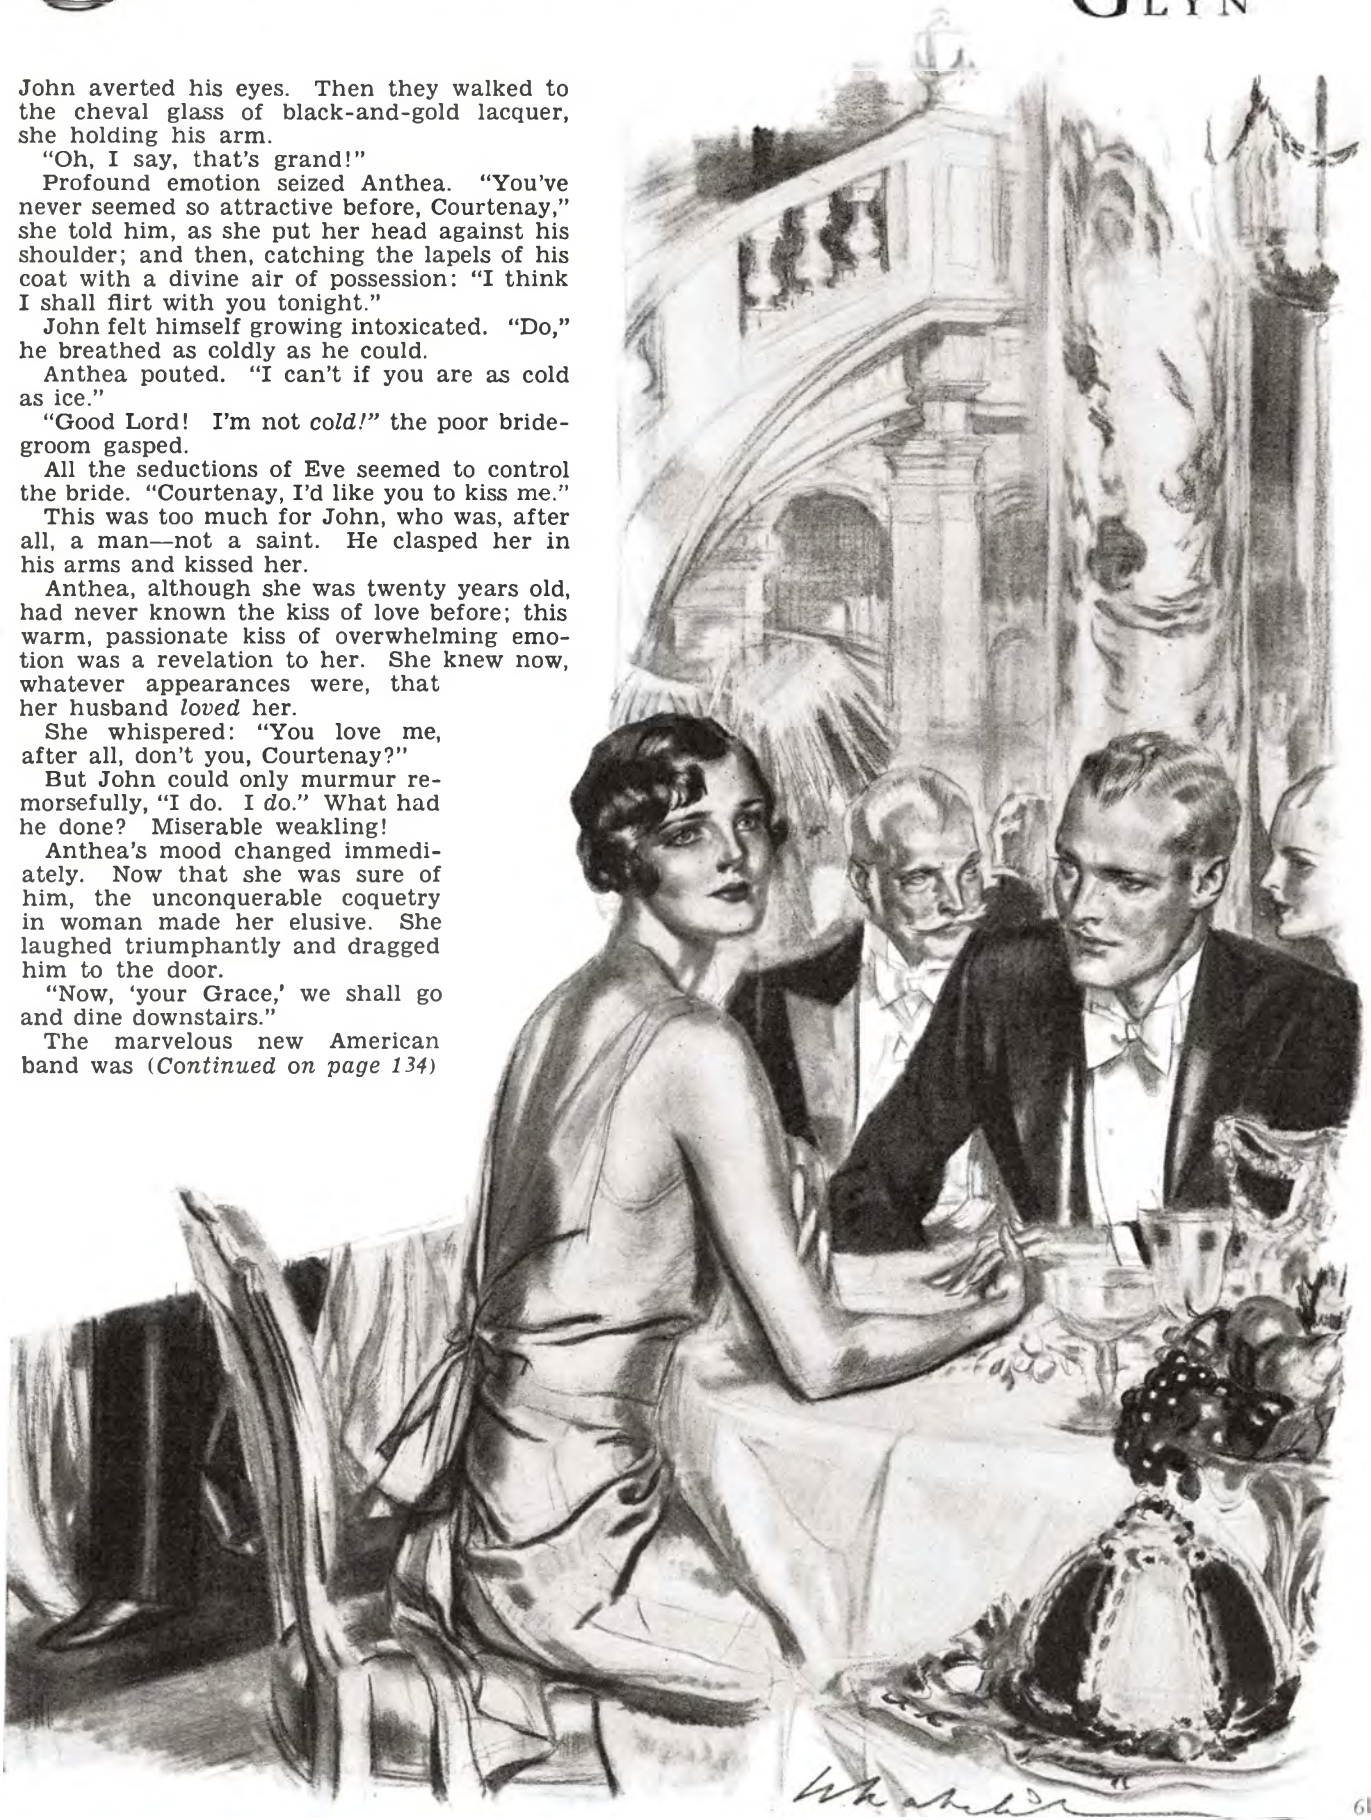 GLYN
John averted his eyes. Then they walked to
the cheval glass of black-and-gold lacquer,
she holding his arm.
"Oh, I say, that's grand!"
Profound emotion seized Anthea. "You've
never seemed so attractive before, Courtenay,"
she told him, as she put her head against his
shoulder; and then, catching the lapels of his
coat with a divine air of possession: "I think
I shall flirt with you tonight."
John felt himself growing intoxicated. "Do,"
he breathed as coldly as he could.
Anthea pouted. "I can't if you are as cold
as ice."
"Good Lord! I'm not cold!" the poor bride-
groom gasped.
All the seductions of Eve seemed to control
the bride. "Courtenay, I'd like you to kiss me."
This was too much for John, who was, after
all, a man—not a saint. He clasped her in
his arms and kissed her.
Anthea, although she was twenty years old,
had never known the kiss of love before; this
warm, passionate kiss of overwhelming emo-
tion was a revelation to her. She knew now,
whatever appearances were, that
her husband loved her.
She whispered: "You love me,
after all, don't you, Courtenay?"
But John could only murmur re-
morsefully, "I do. I do." What had
he done? Miserable weakling!
Anthea's mood changed immedi-
ately. Now that she was sure of
him, the unconquerable coquetry
in woman made her elusive. She
laughed triumphantly and dragged
him to the door.
"Now, 'your Grace,' we shall go
and dine downstairs."
The marvelous new American
band was (Continued on page 134)